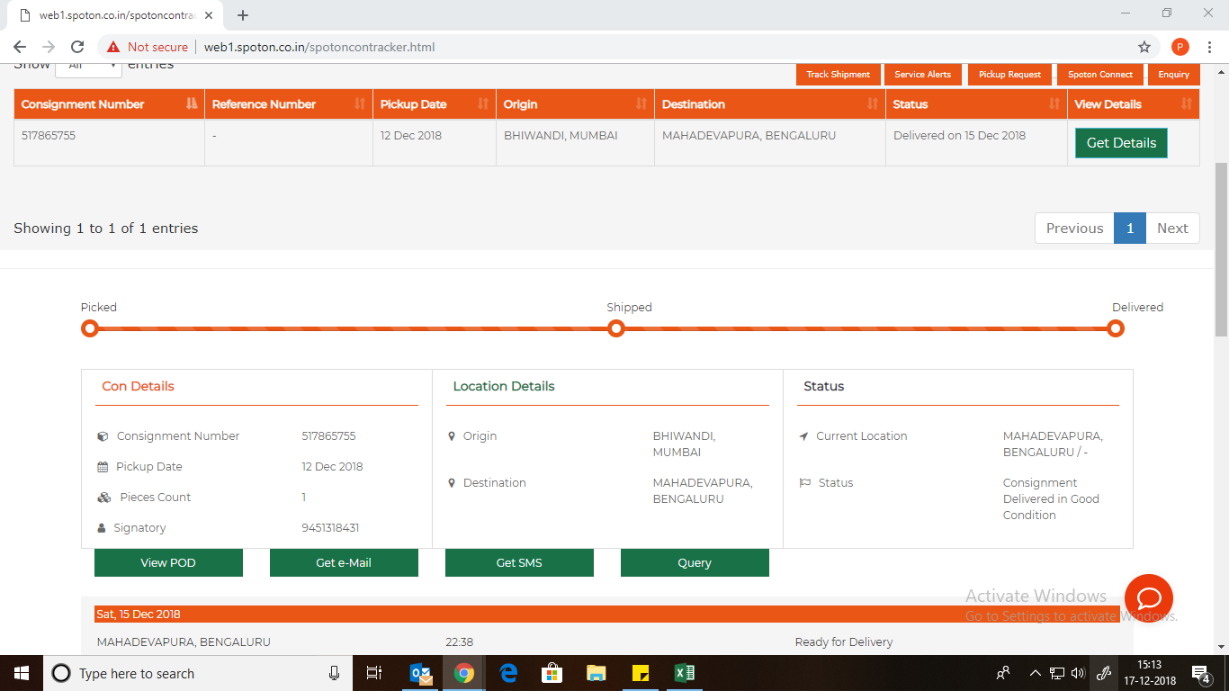 web1.spoton.co.in/spotoncontrac
Not secure web1.spoton.co.in/spotoncontracker.html P
Show All entries
Track Shipment Service Alerts Pickup Request Spoton Connect Enquiry
Consignment Number Reference Number Pickup Date Origin Destination Status View Details
517865755 - 12 Dec 2018 BHIWANDI, MUMBAI MAHADEVAPURA, BENGALURU Delivered on 15 Dec 2018 Get Details
Showing 1 to 1 of 1 entries Previous 1 Next
Picked Shipped Delivered
Con Details Location Details Status
Consignment Number 517865755 Origin BHIWANDI, Current Location MAHADEVAPURA,
MUMBAI BENGALURU / -
Pickup Date 12 Dec 2018
Destination MAHADEVAPURA, Status Consignment
Pieces Count 1 BENGALURU Delivered in Good
Condition
Signatory 9451318431
View POD Get e-Mail Get SMS Query
Activate Windows
Go to Settings to activate Windows.
Sat, 15 Dec 2018
MAHADEVAPURA, BENGALURU 22:38 Ready for Delivery
Type here to search 15:13
17-12-2018 4